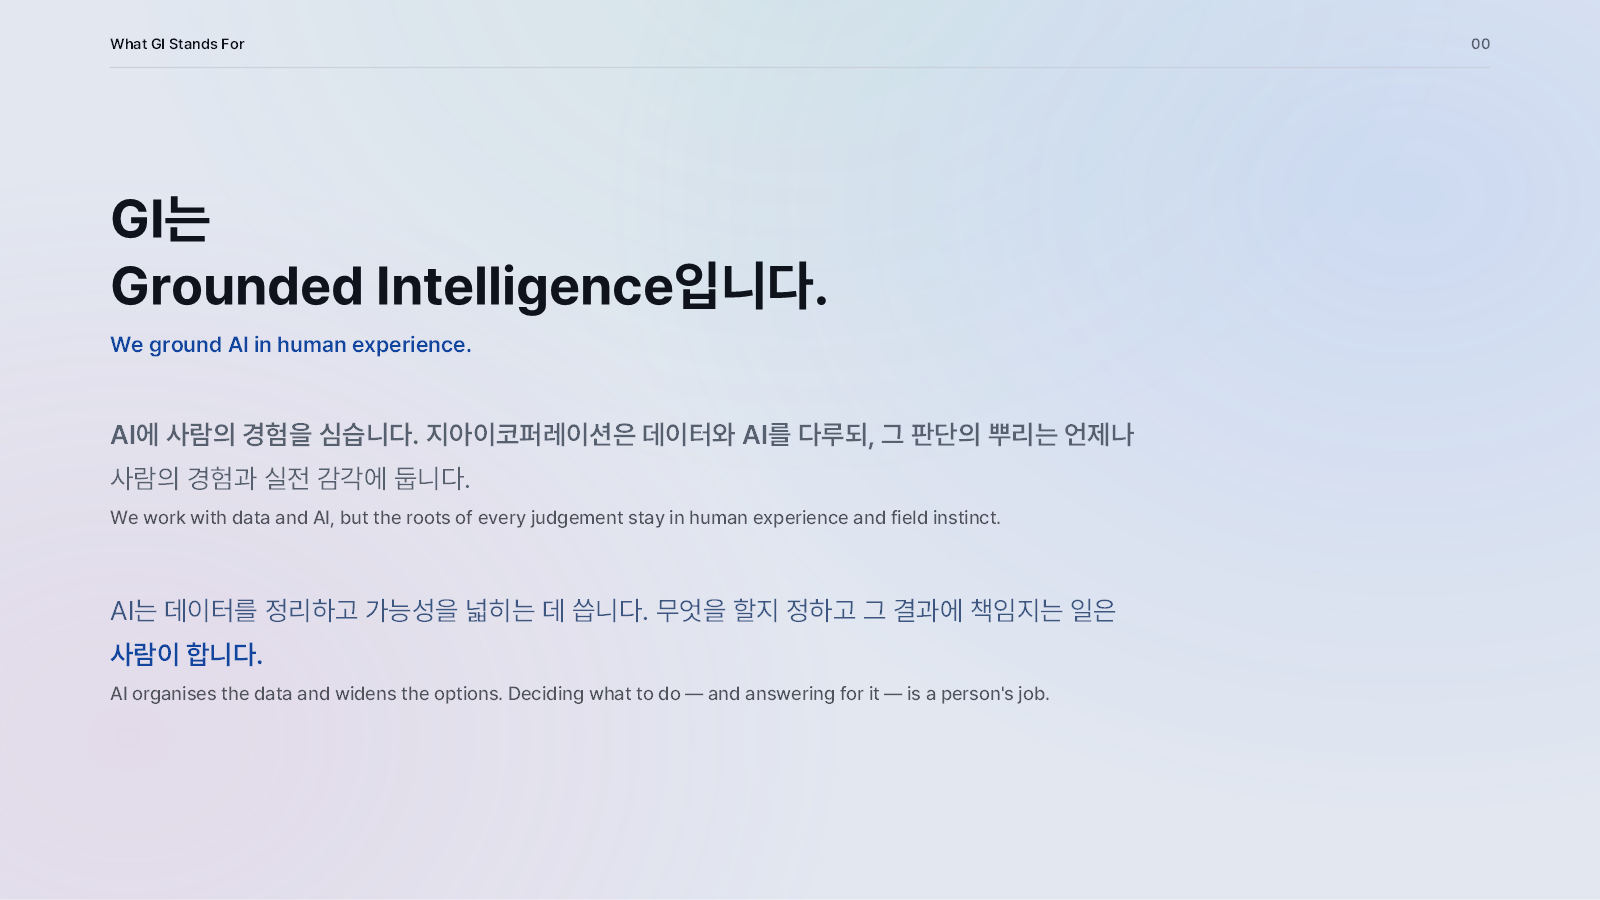 What GI Stands For
00
GI는
Grounded Intelligence입니다.
We ground AI in human experience.
AI에 사람의 경험을 심습니다. 지아이코퍼레이션은 데이터와 AI를 다루되, 그 판단의 뿌리는 언제나
사람의 경험과 실전 감각에 둡니다.
We work with data and AI, but the roots of every judgement stay in human experience and field instinct.
AI는 데이터를 정리하고 가능성을 넓히는 데 씁니다. 무엇을 할지 정하고 그 결과에 책임지는 일은
사람이 합니다.
AI organises the data and widens the options. Deciding what to do — and answering for it — is a person's job.